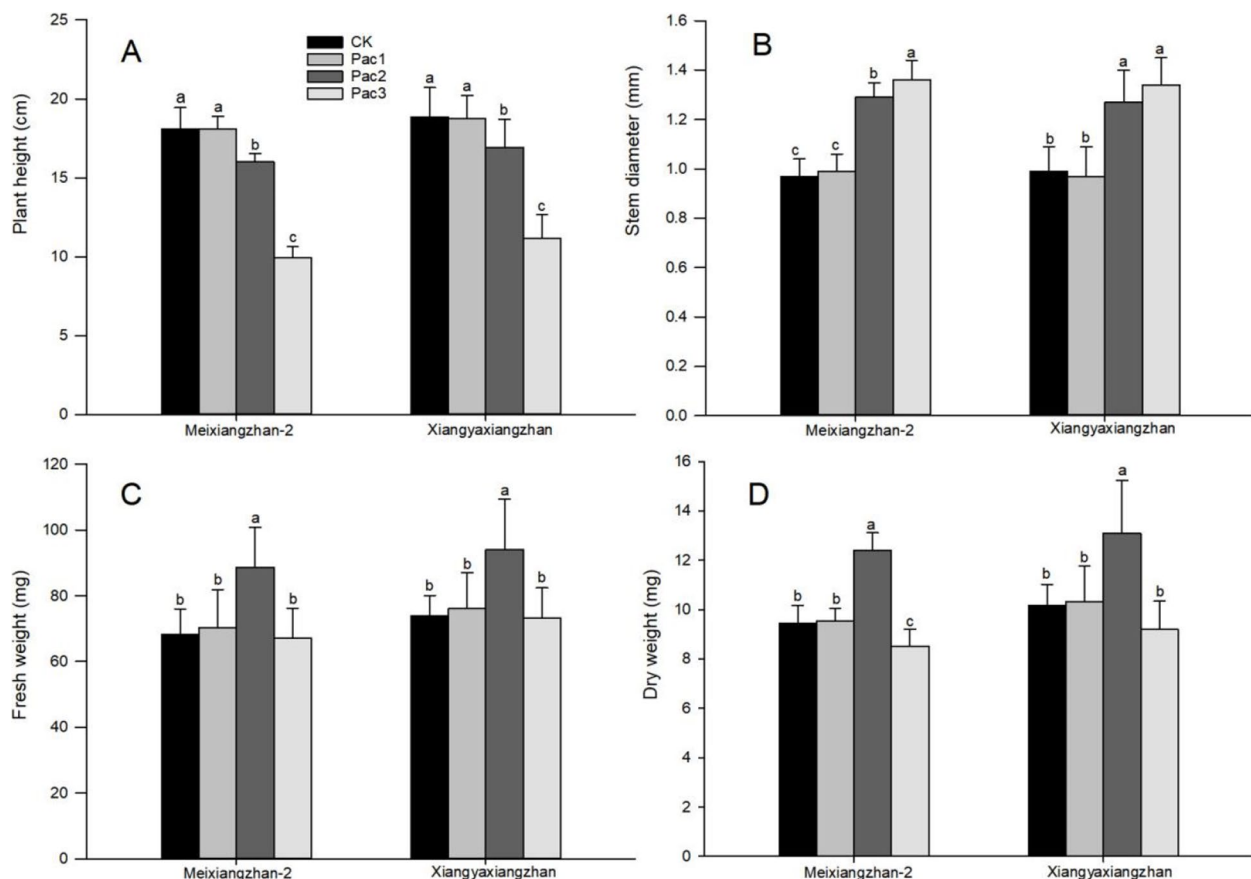 A
CK
Pac1
Pac2
Pac3
Plant height (cm)
25
20
15
10
5
0
a a b c
a a b c
Meixiangzhan-2 Xiangyaxiangzhan
B
Stem diameter (mm)
1.6
1.4
1.2
1.0
0.8
0.6
0.4
0.2
0.0
c c b a
b b a a
Meixiangzhan-2 Xiangyaxiangzhan
C
Fresh weight (mg)
120
100
80
60
40
20
0
b b a b
b b a b
Meixiangzhan-2 Xiangyaxiangzhan
D
Dry weight (mg)
16
14
12
10
8
6
4
2
0
b b a c
b b a b
Meixiangzhan-2 Xiangyaxiangzhan